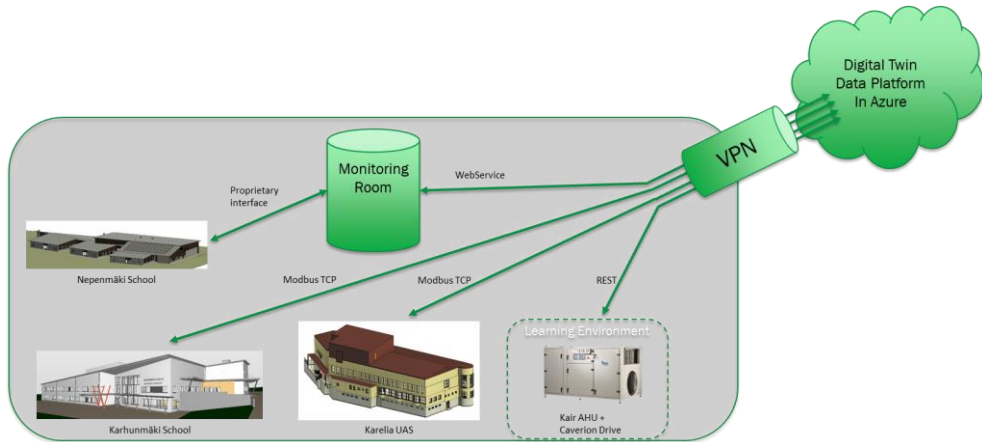 Digital Twin
Data Platform
In Azure
VPN
Monitoring
Room
WebService
Proprietary
interface
Nepenmäki School
Modbus TCP
Modbus TCP
REST
Learning Environment
Karhunmäki School
Karelia UAS
Kair AHU +
Caverion Drive